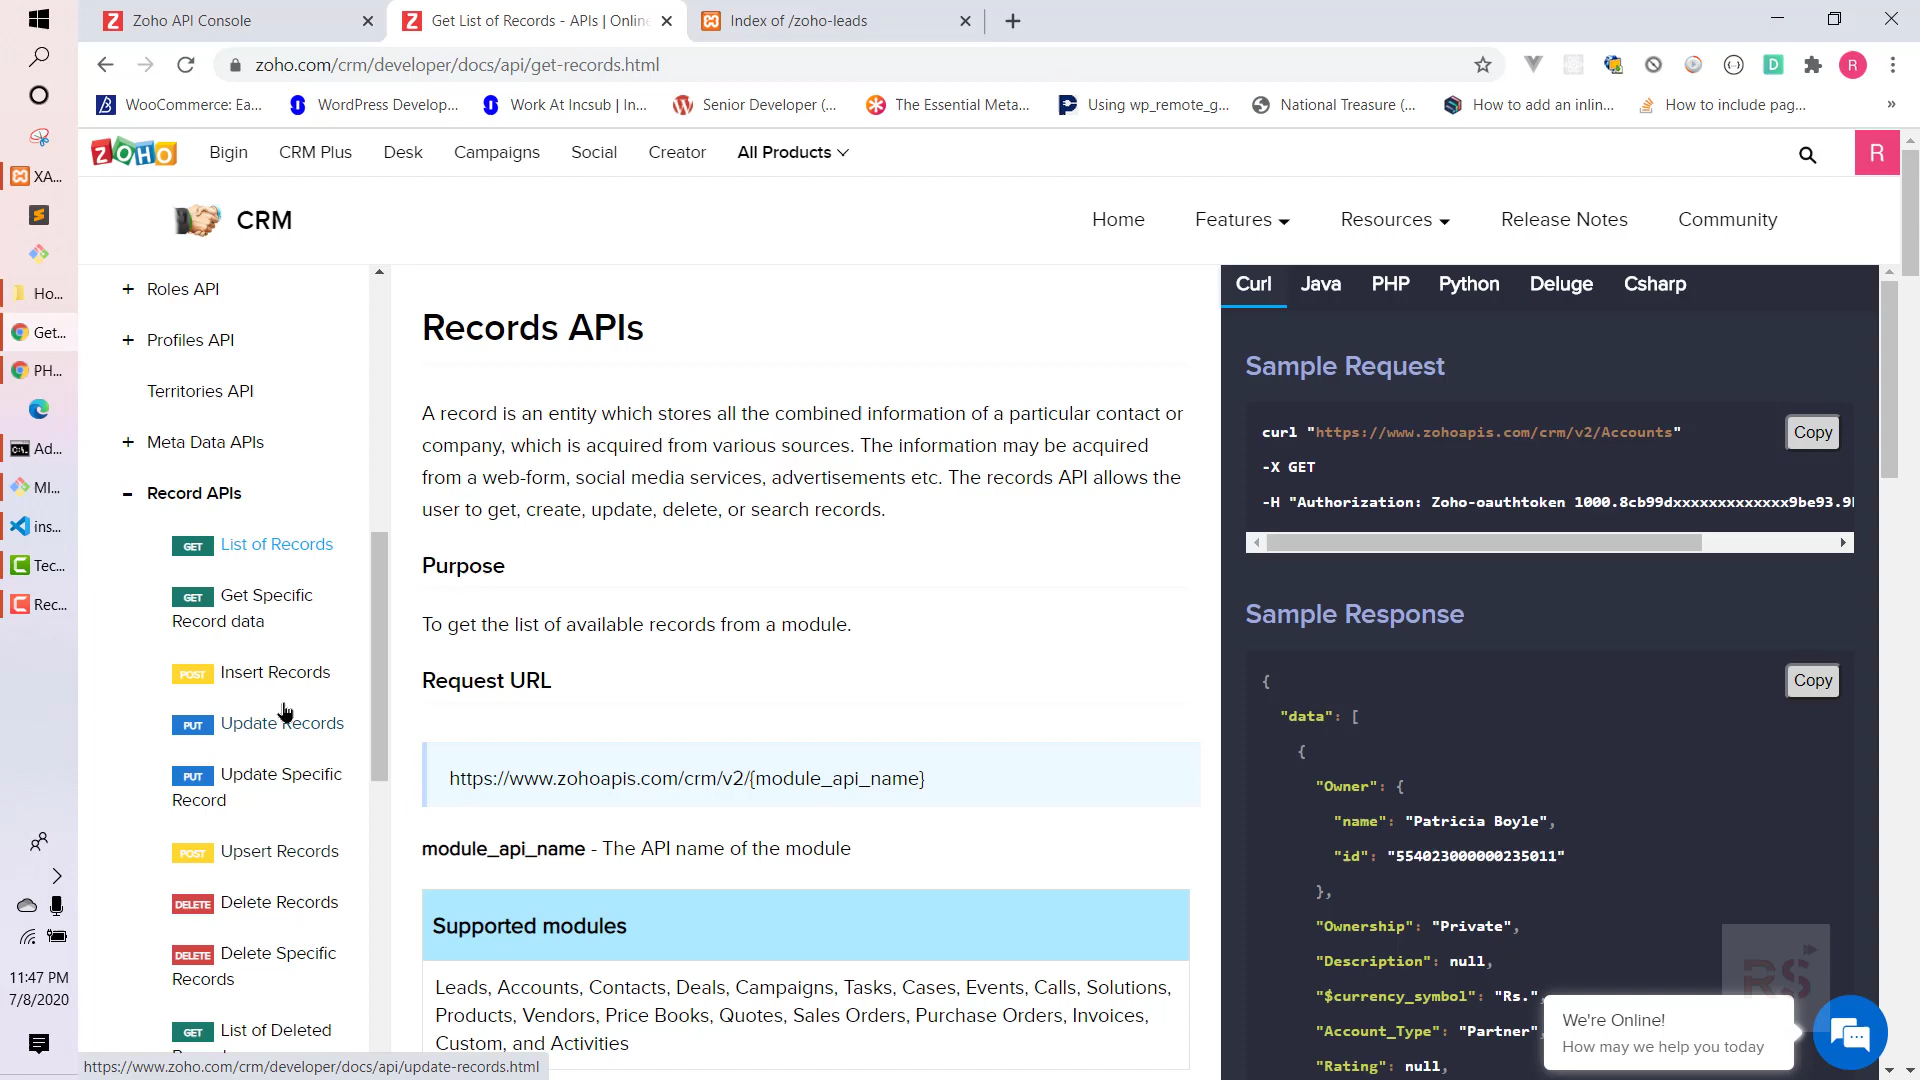 Zoho API Console
Get List of Records - APIs | Online
Index of /zoho-leads
zoho.com/crm/developer/docs/api/get-records.html
R
WooCommerce: Ea...
WordPress Develop...
Work At Incsub | In...
Senior Developer (...
The Essential Meta...
Using wp_remote_g...
National Treasure (...
How to add an inlin...
How to include pag...
»
ZOHO
Bigin
CRM Plus
Desk
Campaigns
Social
Creator
All Products
R
CRM
Home
Features
Resources
Release Notes
Community
+ Roles API
+ Profiles API
Territories API
+ Meta Data APIs
- Record APIs
GET List of Records
GET Get Specific
Record data
POST Insert Records
PUT Update Records
PUT Update Specific
Record
POST Upsert Records
DELETE Delete Records
DELETE Delete Specific
Records
GET List of Deleted
https://www.zoho.com/crm/developer/docs/api/update-records.html
Records APIs
A record is an entity which stores all the combined information of a particular contact or
company, which is acquired from various sources. The information may be acquired
from a web-form, social media services, advertisements etc. The records API allows the
user to get, create, update, delete, or search records.
Purpose
To get the list of available records from a module.
Request URL
https://www.zohoapis.com/crm/v2/{module_api_name}
module_api_name - The API name of the module
Supported modules
Leads, Accounts, Contacts, Deals, Campaigns, Tasks, Cases, Events, Calls, Solutions,
Products, Vendors, Price Books, Quotes, Sales Orders, Purchase Orders, Invoices,
Custom, and Activities
Curl
Java
PHP
Python
Deluge
Csharp
Sample Request
curl "https://www.zohoapis.com/crm/v2/Accounts"
Copy
-X GET
-H "Authorization: Zoho-oauthtoken 1000.8cb99dxxxxxxxxxxxxx9be93.9
Sample Response
{
Copy
"data": [
{
"Owner": {
"name": "Patricia Boyle",
"id": "554023000000235011"
},
"Ownership": "Private",
"Description": null,
"$currency_symbol": "Rs.",
"Account_Type": "Partner"
"Rating": null,
RS
We're Online!
How may we help you today
XA...
Ho...
Get...
PH...
Ad...
MI...
ins...
Tec...
Rec...
11:47 PM
7/8/2020